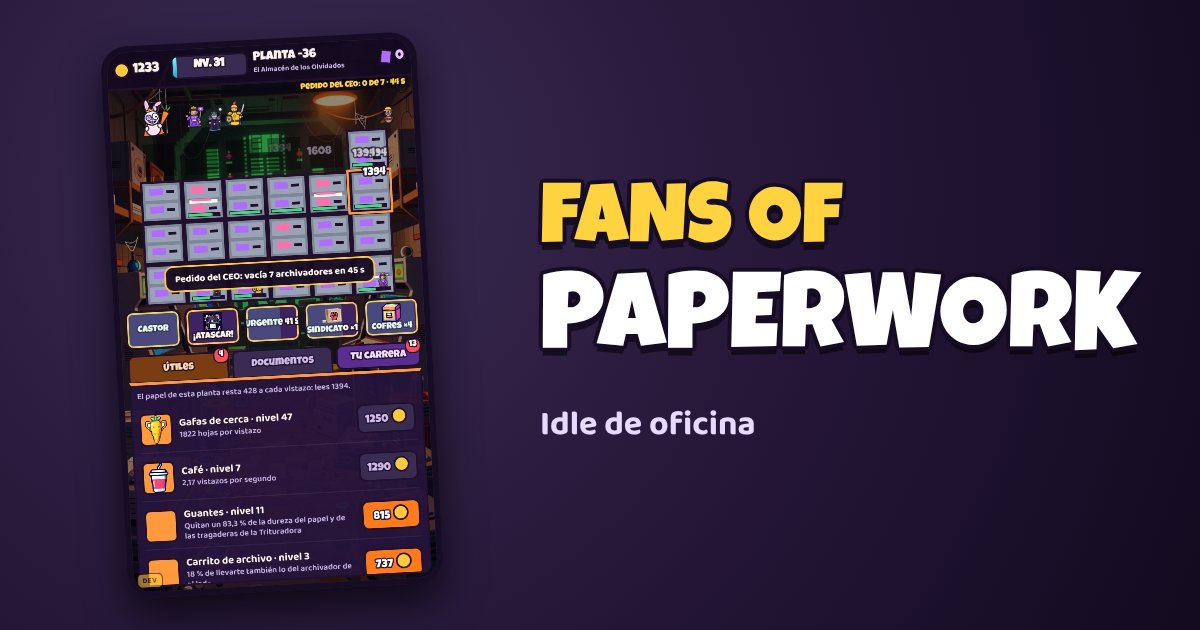 1233
NV. 31
PLANTA -36
El Almacén de los Olvidados
0
PEDIDO DEL CEO: 0 DE 7 · 44 S
1394
1608
1394
Pedido del CEO: vacía 7 archivadores en 45 s
CASTOR
¡ATASCAR!
URGENTE 41 S
SINDICATO ×1
COFRES ×4
ÚTILES
4
DOCUMENTOS
TU CARRERA
13
El papel de esta planta resta 428 a cada vistazo: lees 1394.
Gafas de cerca · nivel 47
1822 hojas por vistazo
1250
Café · nivel 7
2,17 vistazos por segundo
1290
Guantes · nivel 11
Quitan un 83,3 % de la dureza del papel y de
las tragaderas de la Trituradora
815
Carrito de archivo · nivel 3
18 % de llevarte también lo del archivador de
737
DEV
FANS OF
PAPERWORK
Idle de oficina